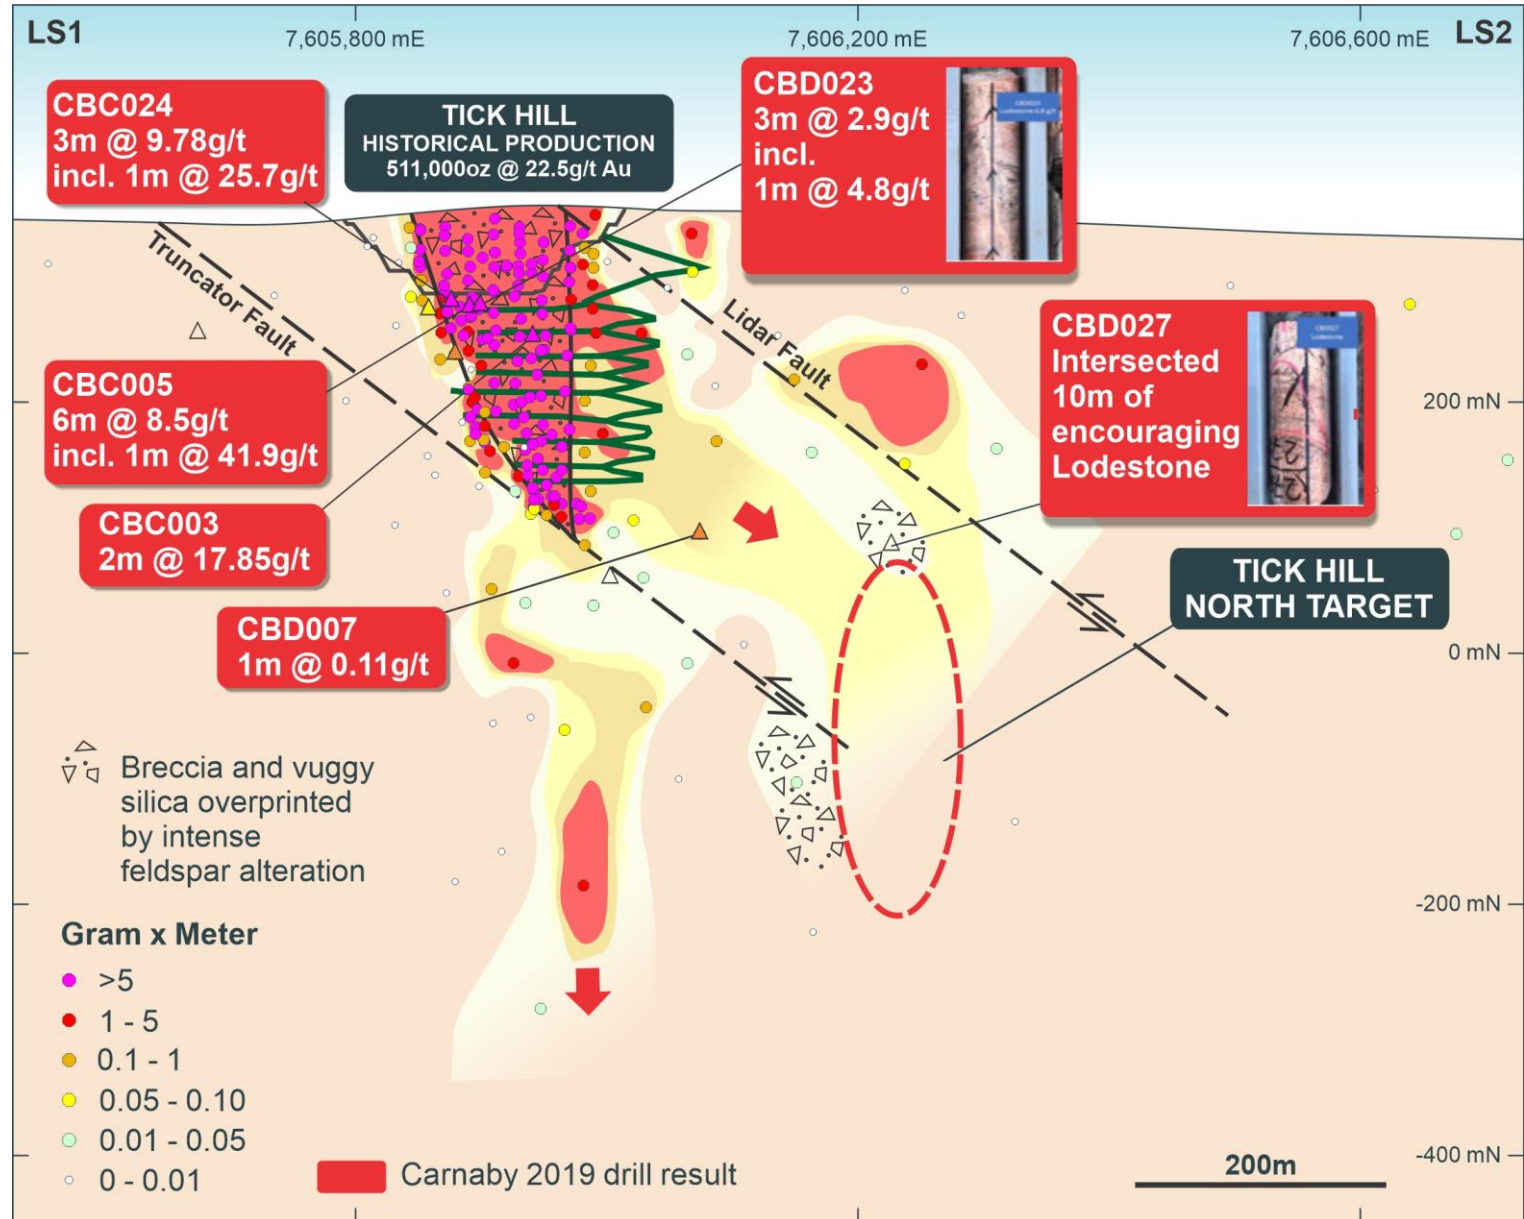 LS1
7,605,800 mE
7,606,200 mE
7,606,600 mE
LS2
CBC024
3m @ 9.78g/t
incl. 1m @ 25.7g/t
TICK HILL
HISTORICAL PRODUCTION
511,000oz @ 22.5g/t Au
CBD023
3m @ 2.9g/t
incl.
1m @ 4.8g/t
CBD023
Truncator Fault
Lidar Fault
CBD027
Intersected
10m of
encouraging
Lodestone
CBD027
Lodestone
CBC005
6m @ 8.5g/t
incl. 1m @ 41.9g/t
200 mN
CBC003
2m @ 17.85g/t
CBD007
1m @ 0.11g/t
TICK HILL
NORTH TARGET
0 mN
Breccia and vuggy
silica overprinted
by intense
feldspar alteration
-200 mN
Gram x Meter
>5
1 - 5
0.1 - 1
0.05 - 0.10
0.01 - 0.05
0 - 0.01
Carnaby 2019 drill result
200m
-400 mN